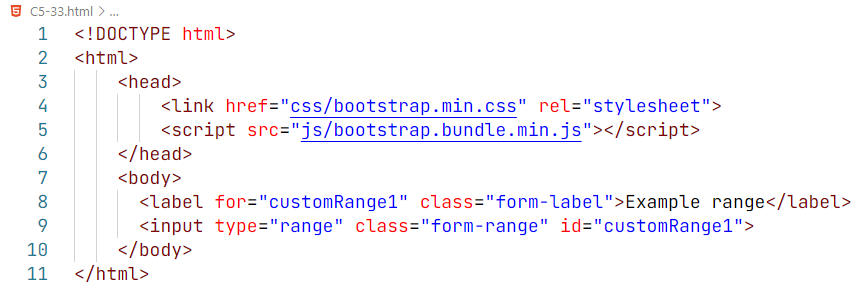 C5-33.html > ...
1 <!DOCTYPE html>
2 <html>
3 <head>
4 <link href="css/bootstrap.min.css" rel="stylesheet">
5 <script src="js/bootstrap.bundle.min.js"></script>
6 </head>
7 <body>
8 <label for="customRange1" class="form-label">Example range</label>
9 <input type="range" class="form-range" id="customRange1">
10 </body>
11 </html>